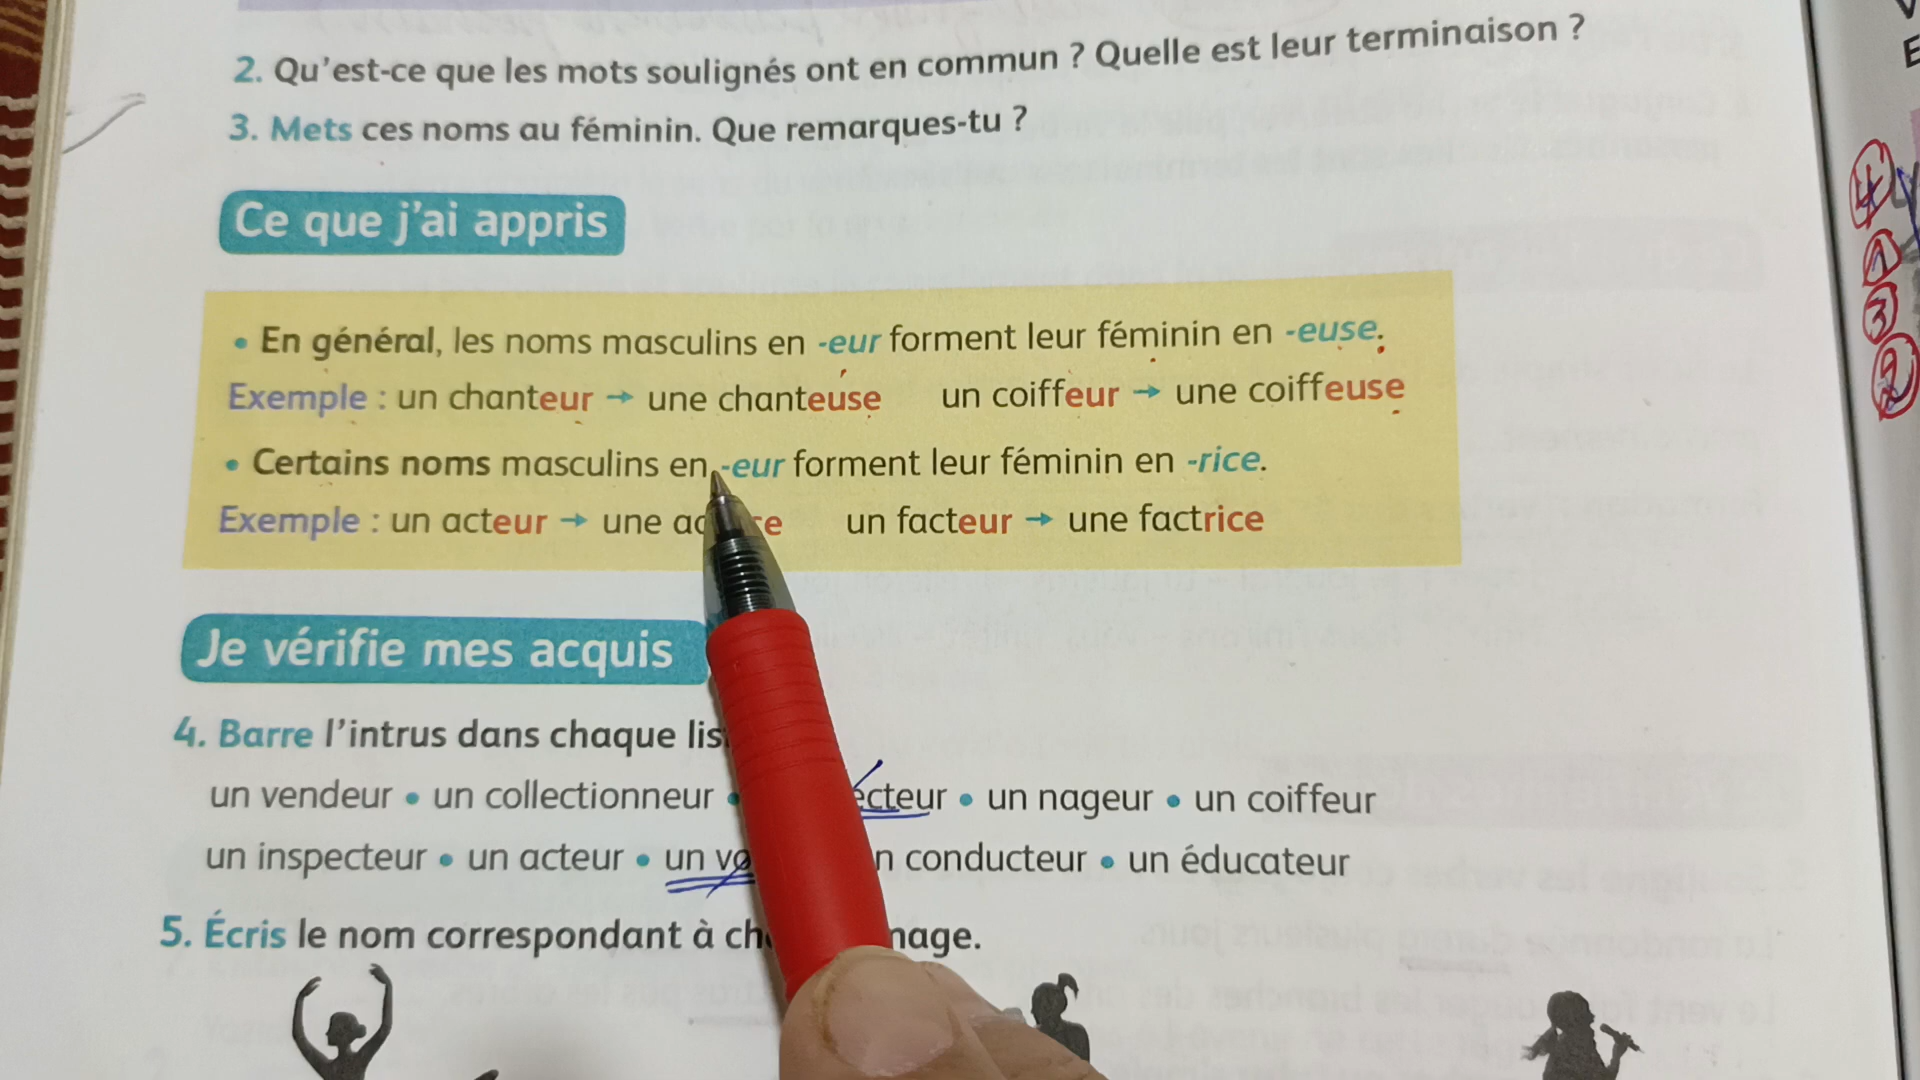 2. Qu'est-ce que les mots soulignés ont en commun ? Quelle est leur terminaison ?
3. Mets ces noms au féminin. Que remarques-tu ?
Ce que j'ai appris
• En général, les noms masculins en -eur forment leur féminin en -euse.
Exemple : un chanteur → une chanteuse un coiffeur → une coiffeuse
• Certains noms masculins en -eur forment leur féminin en -rice.
Exemple : un acteur → une un facteur → une factrice
Je vérifie mes acquis
4. Barre l'intrus dans chaque
un vendeur • un collectionneur • un nageur • un coiffeur
un inspecteur • un acteur • un conducteur • un éducateur
5. Écris le nom correspondant à
4
1
3
2